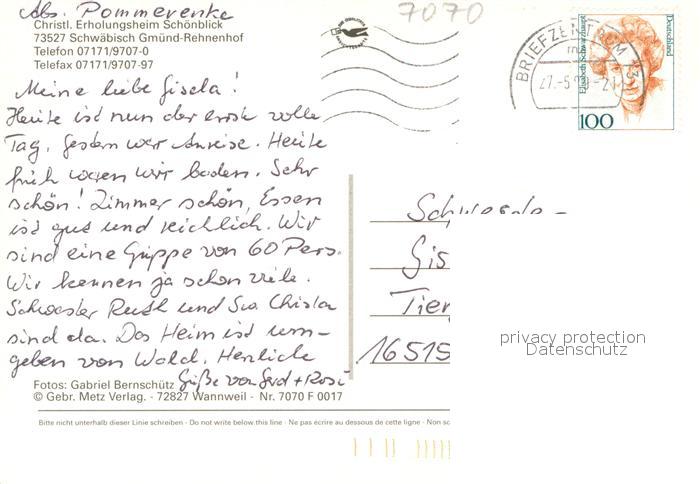 Abs. Pommerenke
7070
Christl. Erholungsheim Schönblick
73527 Schwäbisch Gmünd-Rehnenhof
Telefon 07171/9707-0
Telefax 07171/9707-97
Meine liebe Gisela!
Heute ist nun der erste volle
Tag, gestern war Anreise. Heute
früh waren wir baden. Sehr
schön! Zimmer schön, Essen
ist gut und reichlich. Wir
sind eine Gruppe von 60 Pers.
Wir kennen ja schon viele.
Schwester Ruth und Sw. Christa
sind da. Das Heim ist um-
geben von Wald. Herzliche
Grüße von Gerd + Rosi
Fotos: Gabriel Bernschütz
© Gebr. Metz Verlag. - 72827 Wannweil - Nr. 7070 F 0017
Bitte nicht unterhalb dieser Linie schreiben - Do not write below this line - Ne pas écrire au dessous de cette ligne - Non sc
BRIEFZENTRUM 73
Elisabeth Schwarzhaupt
Deutschland
100
Schweste-
Gis
Tier
16515
privacy protection
Datenschutz